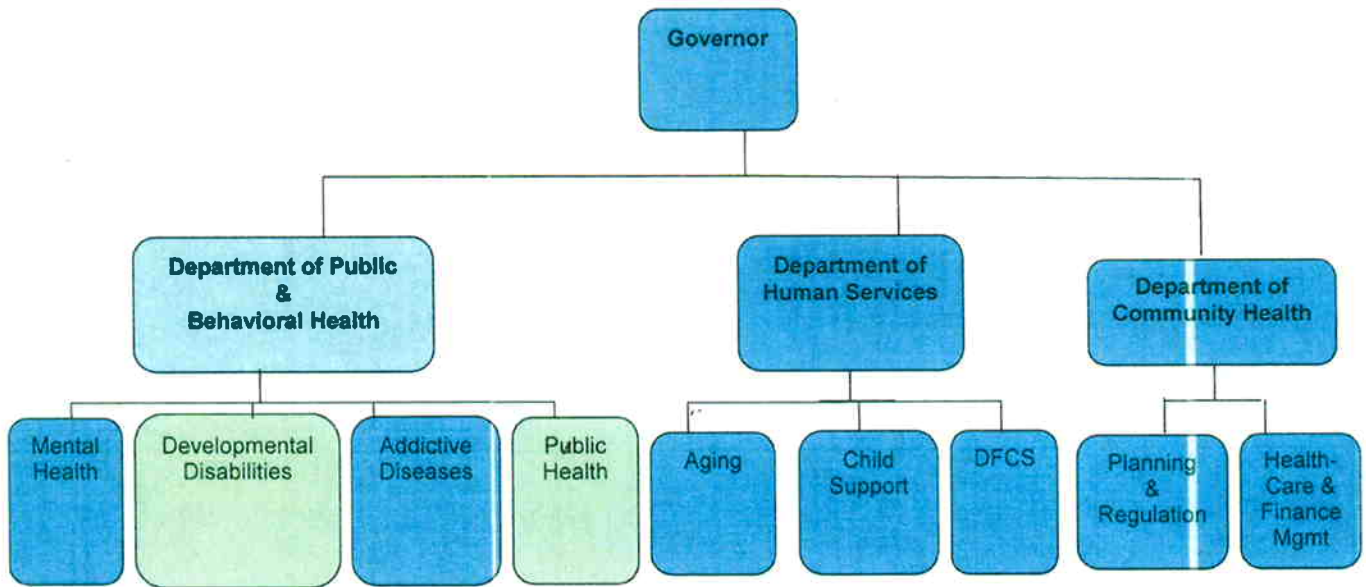 Governor
Department of Public
&
Behavioral Health
Department of
Human Services
Department of
Community Health
Mental
Health
Developmental
Disabilities
Addictive
Diseases
Public
Health
Aging
Child
Support
DFCS
Planning
&
Regulation
Health-
Care &
Finance
Mgmt